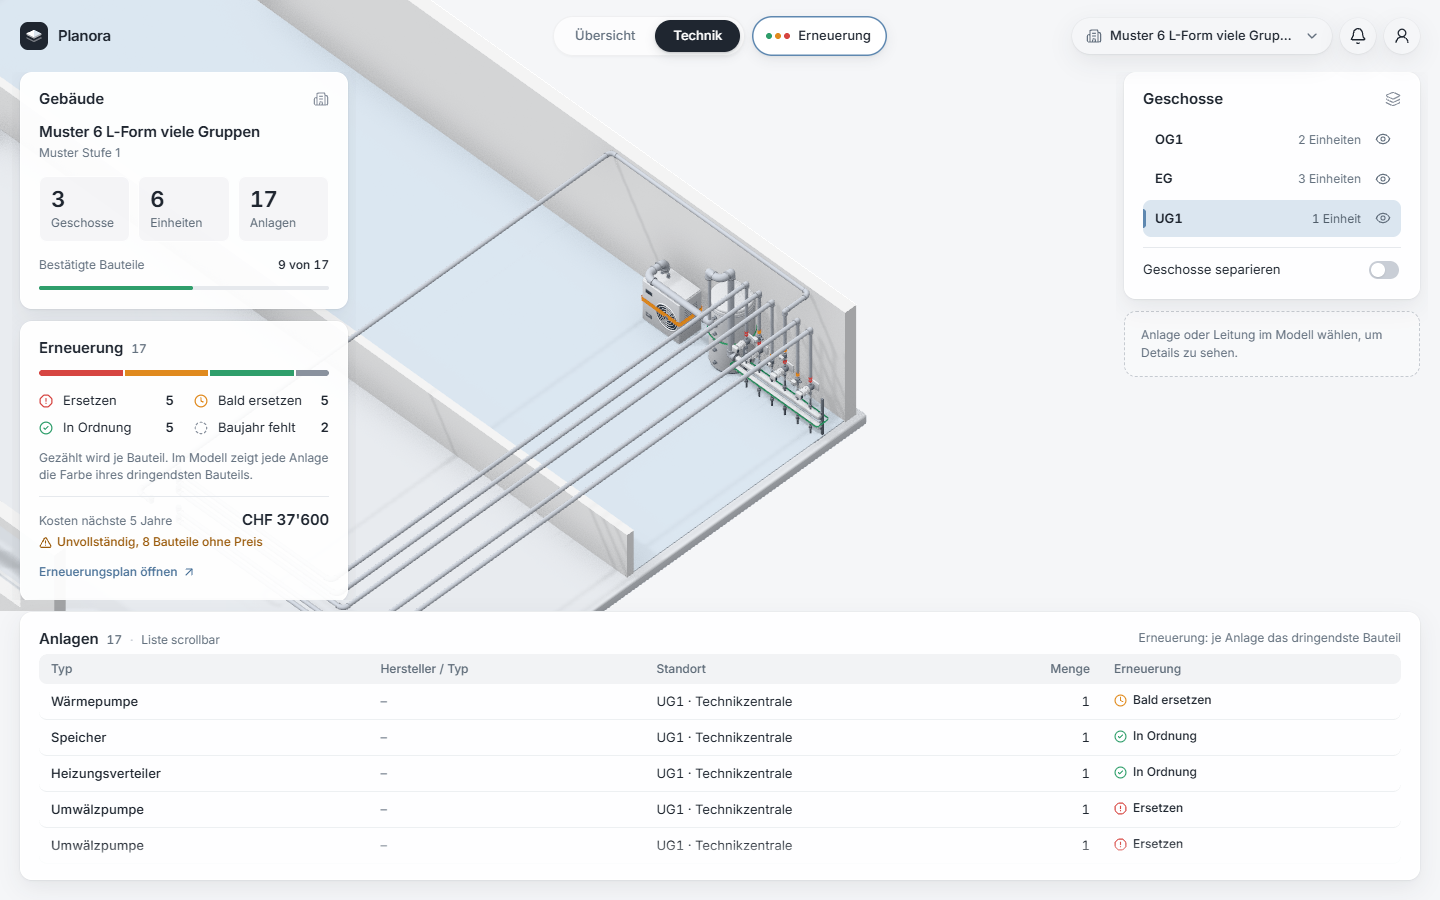 Planora
Übersicht
Technik
Erneuerung
Muster 6 L-Form viele Grup...
Gebäude
Muster 6 L-Form viele Gruppen
Muster Stufe 1
3 6 17
Geschosse Einheiten Anlagen
Bestätigte Bauteile 9 von 17
Erneuerung 17
Ersetzen 5 Bald ersetzen 5
In Ordnung 5 Baujahr fehlt 2
Gezählt wird je Bauteil. Im Modell zeigt jede Anlage
die Farbe ihres dringendsten Bauteils.
Kosten nächste 5 Jahre CHF 37'600
Unvollständig, 8 Bauteile ohne Preis
Erneuerungsplan öffnen
Geschosse
OG1 2 Einheiten
EG 3 Einheiten
UG1 1 Einheit
Geschosse separieren
Anlage oder Leitung im Modell wählen, um
Details zu sehen.
Anlagen 17 · Liste scrollbar
Erneuerung: je Anlage das dringendste Bauteil
Typ Hersteller / Typ Standort Menge Erneuerung
Wärmepumpe – UG1 · Technikzentrale 1 Bald ersetzen
Speicher – UG1 · Technikzentrale 1 In Ordnung
Heizungsverteiler – UG1 · Technikzentrale 1 In Ordnung
Umwälzpumpe – UG1 · Technikzentrale 1 Ersetzen
Umwälzpumpe – UG1 · Technikzentrale 1 Ersetzen